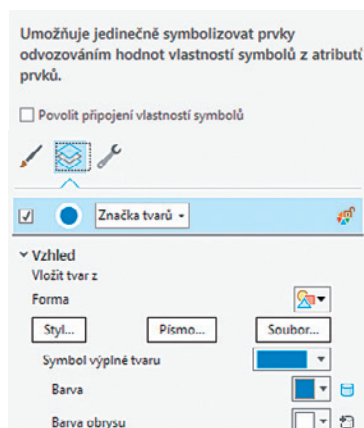 Umožňuje jedinečně symbolizovat prvky
odvozováním hodnot vlastností symbolů z atributů
prvků.
Povolit připojení vlastností symbolů
Značka tvarů
Vzhled
Vložit tvar z
Forma
Styl... Písmo... Soubor...
Symbol výplně tvaru
Barva
Barva obrysu